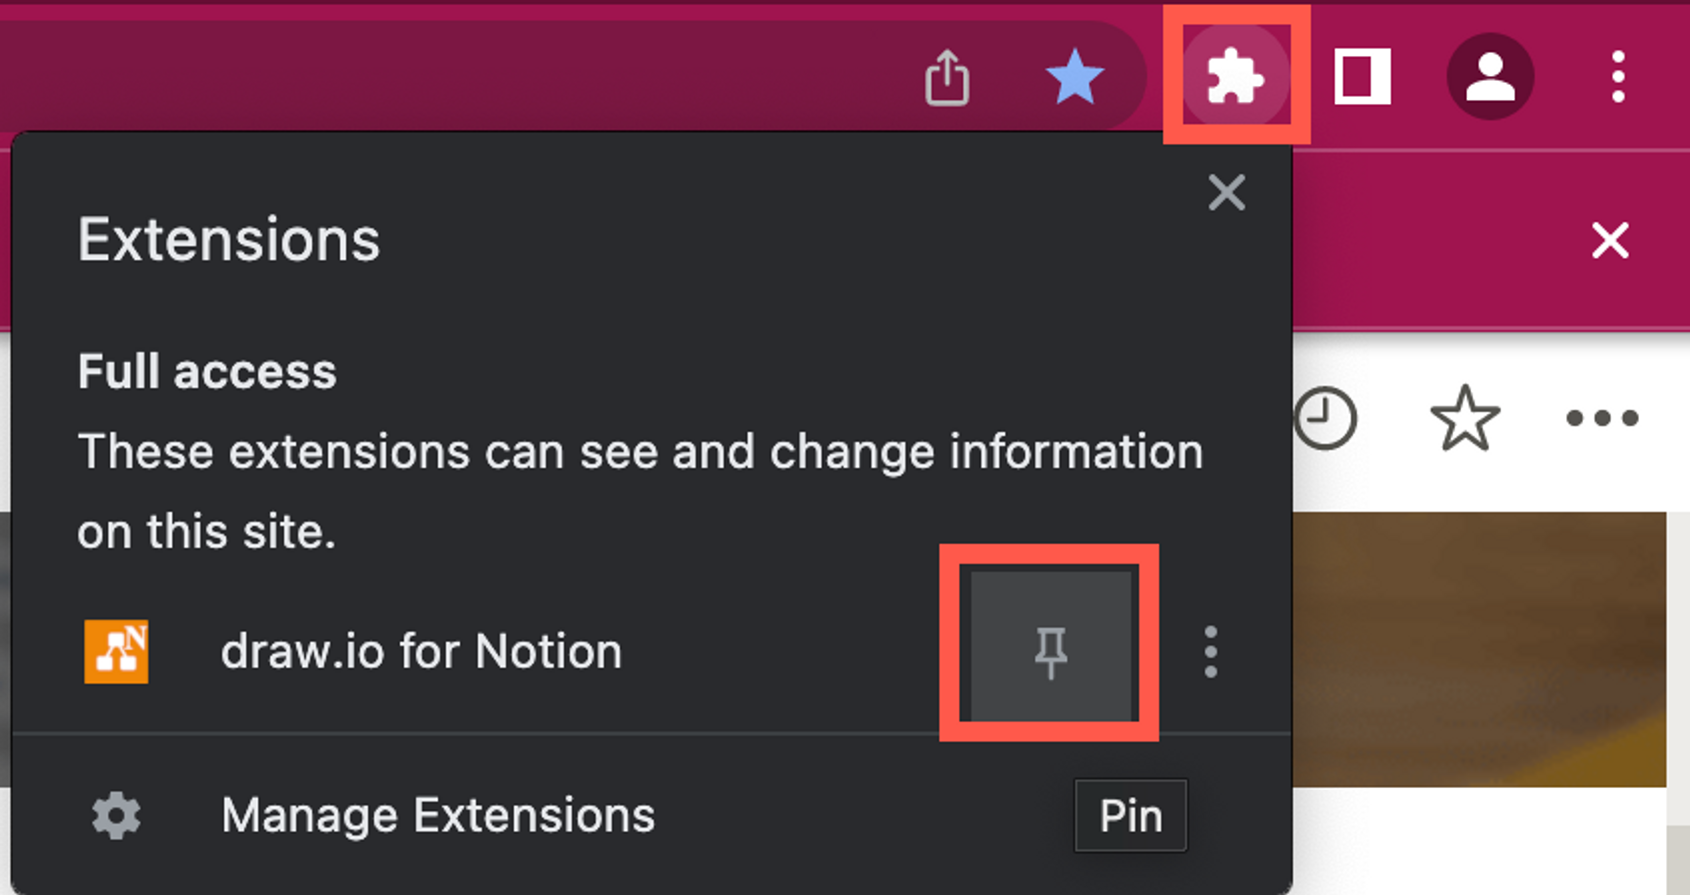 Extensions
Full access
These extensions can see and change information
on this site.
N
draw.io for Notion
Manage Extensions
Pin